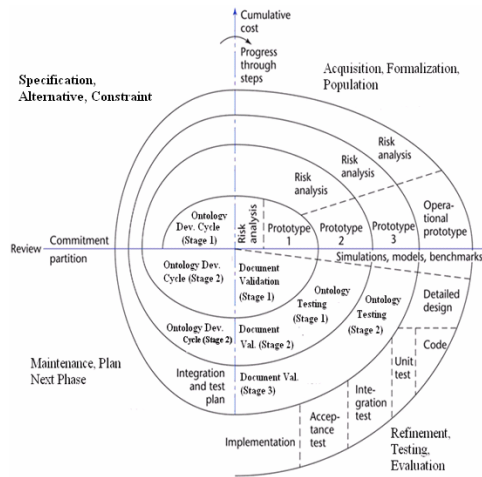 Cumulative
cost
Progress
through
steps
Specification,
Alternative, Constraint
Acquisition, Formalization,
Population
Risk
analysis
Risk
analysis
Risk
analysis
Risk
analysis
Ontology
Dev. Cycle
(Stage 1)
Prototype
1
Prototype
2
Prototype
3
Opera-
tional
prototype
Review
Commitment
partition
Simulations, models, benchmarks
Ontology Dev.
Cycle (Stage 2)
Document
Validation
(Stage 1)
Ontology
Testing
(Stage 1)
Ontology
Testing
(Stage 2)
Detailed
design
Ontology Dev.
Cycle (Stage 2)
Document
Val. (Stage 2)
Code
Unit
test
Maintenance, Plan
Next Phase
Integration
and test
plan
Document Val.
(Stage 3)
Inte-
gration
test
Accep-
tance
test
Implementation
Refinement,
Testing,
Evaluation